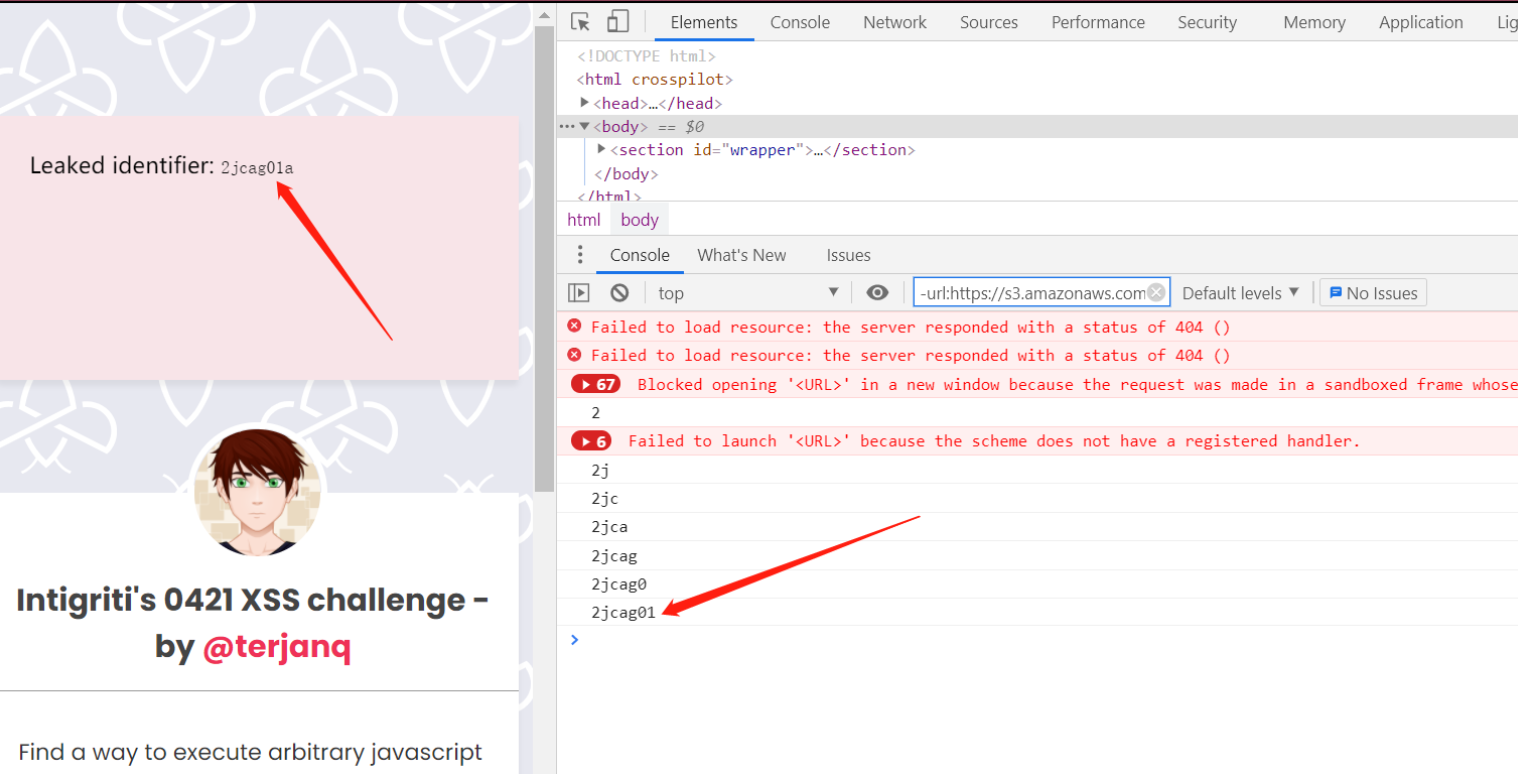 Leaked identifier: 2jcag01a
Intigriti's 0421 XSS challenge -
by @terjanq
Find a way to execute arbitrary javascript
Elements Console Network Sources Performance Security Memory Application Lig
<!DOCTYPE html>
<html crosspilot>
<head>…</head>
<body> == $0
<section id="wrapper">…</section>
</body>
</html>
html body
Console What's New Issues
top -url:https://s3.amazonaws.com Default levels No Issues
Failed to load resource: the server responded with a status of 404 ()
Failed to load resource: the server responded with a status of 404 ()
67 Blocked opening '<URL>' in a new window because the request was made in a sandboxed frame whose
2
6 Failed to launch '<URL>' because the scheme does not have a registered handler.
2j
2jc
2jca
2jcag
2jcag0
2jcag01